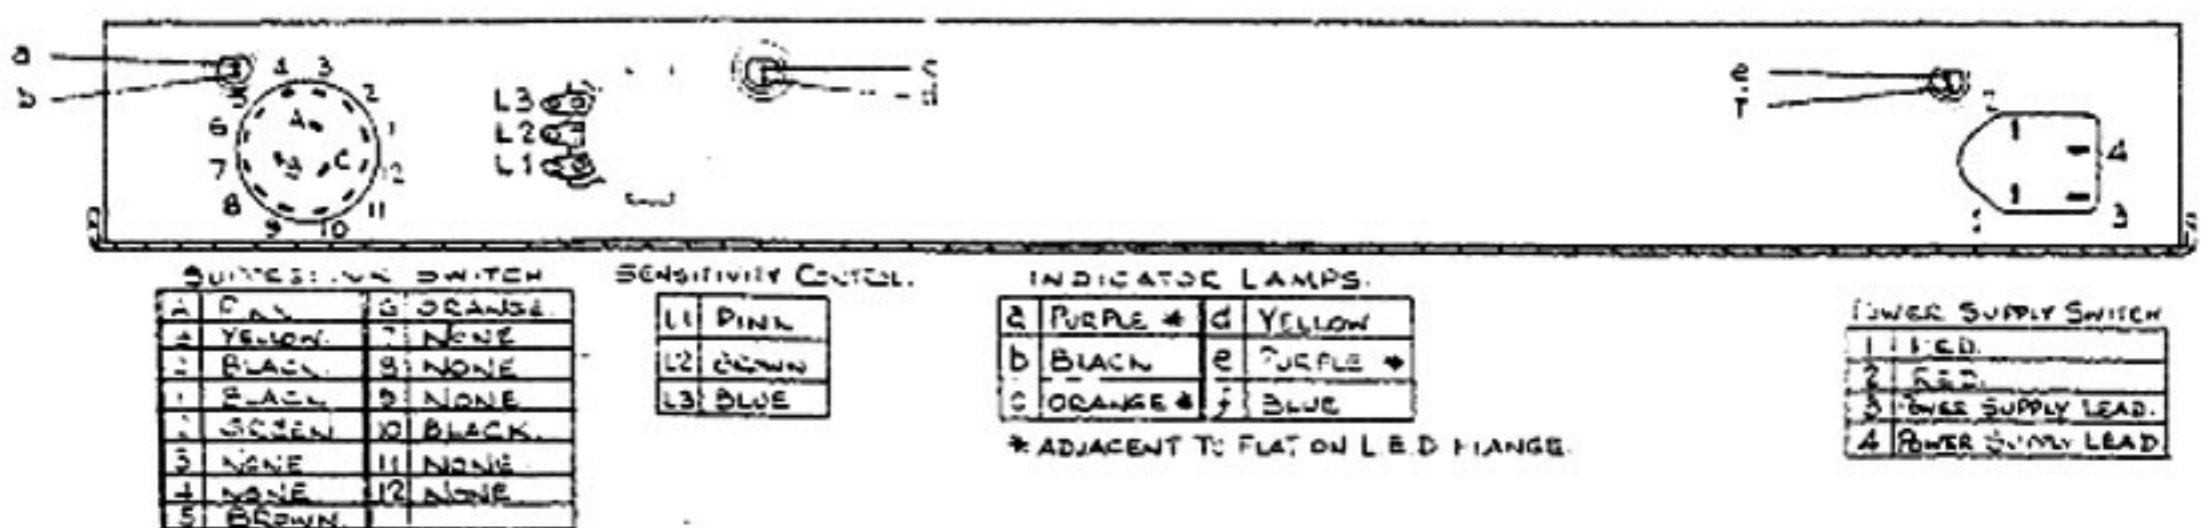 a
b
4 3
5 2
6 A 1
7 C 12
8 11
9 10
L3
L2
L1
e
4
3
SWITCH
A 6 ORANGE.
YELLOW. 7 NONE
BLACK. 8 NONE
1 BLACK 9 NONE
2 GREEN 10 BLACK.
3 NONE 11 NONE
4 NONE 12 NONE
5 BROWN.
SENSITIVITY CONTROL.
L1 PINK
L2 BROWN
L3 BLUE
INDICATOR LAMPS.
a PURPLE * d YELLOW
b BLACK e PURPLE *
c ORANGE * f BLUE
* ADJACENT TO FLAT ON L.E.D FLANGE.
POWER SUPPLY SWITCH
1 RED.
2 RED.
3 POWER SUPPLY LEAD.
4 POWER SUPPLY LEAD